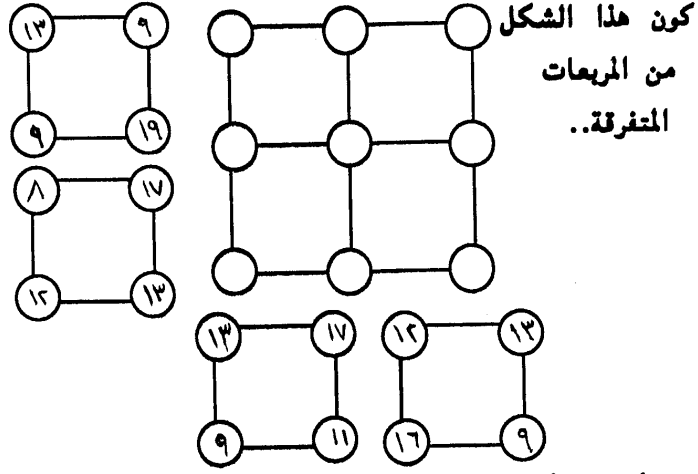 كون هذا الشكل
من المربعات
المتفرقة..
١٣ ٩
٩ ١٩
٨ ١٧
١٢ ١٣
١٣ ١٧
٩ ١١
١٢ ١٣
١٦ ٩